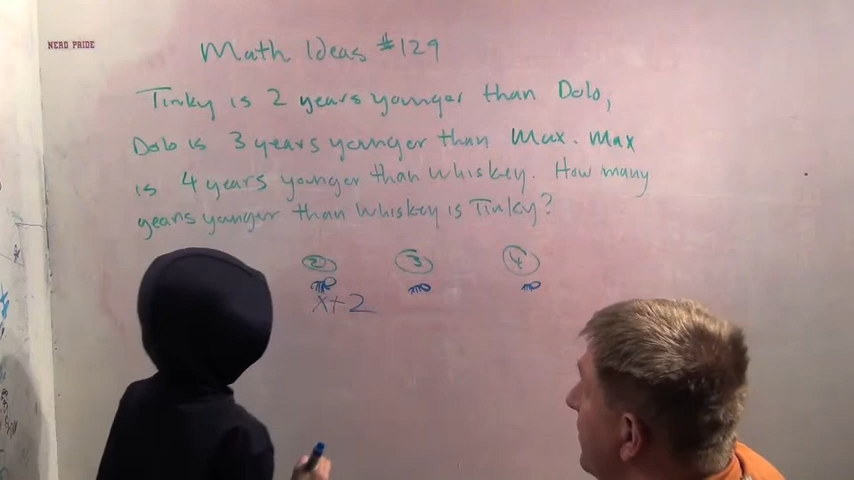 NERD PRIDE
Math Ideas #129
Tinky is 2 years younger than Dolo,
Dolo is 3 years younger than Max. Max
is 4 years younger than Whiskey. How many
years younger than Whiskey is Tinky?
2 3 4
x+2